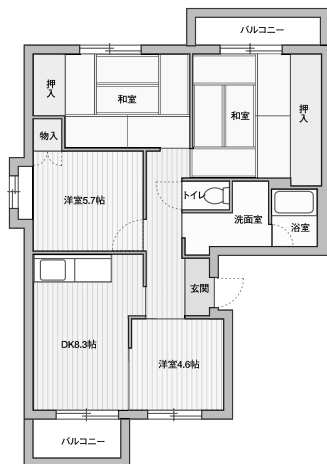 バルコニー
押入
和室
和室
押入
物入
洋室5.7帖
トイレ
洗面室
浴室
玄関
DK8.3帖
洋室4.6帖
バルコニー